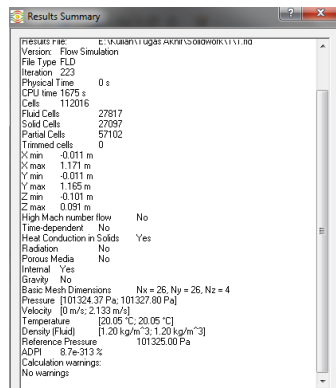 Results Summary
Results File: E:\Kulian\Tugas Akhir\Solidwork\1\1.fld
Version: Flow Simulation
File Type FLD
Iteration 223
Physical Time 0 s
CPU time 1675 s
Cells 112016
Fluid Cells 27817
Solid Cells 27097
Partial Cells 57102
Trimmed cells 0
X min -0.011 m
X max 1.171 m
Y min -0.011 m
Y max 1.165 m
Z min -0.101 m
Z max 0.091 m
High Mach number flow No
Time-dependent No
Heat Conduction in Solids Yes
Radiation No
Porous Media No
Internal Yes
Gravity No
Basic Mesh Dimensions Nx = 26, Ny = 26, Nz = 4
Pressure [101324.37 Pa; 101327.80 Pa]
Velocity [0 m/s; 2.133 m/s]
Temperature [20.05 °C; 20.05 °C]
Density (Fluid) [1.20 kg/m^3; 1.20 kg/m^3]
Reference Pressure 101325.00 Pa
ADPI 8.7e-313 %
Calculation warnings:
No warnings